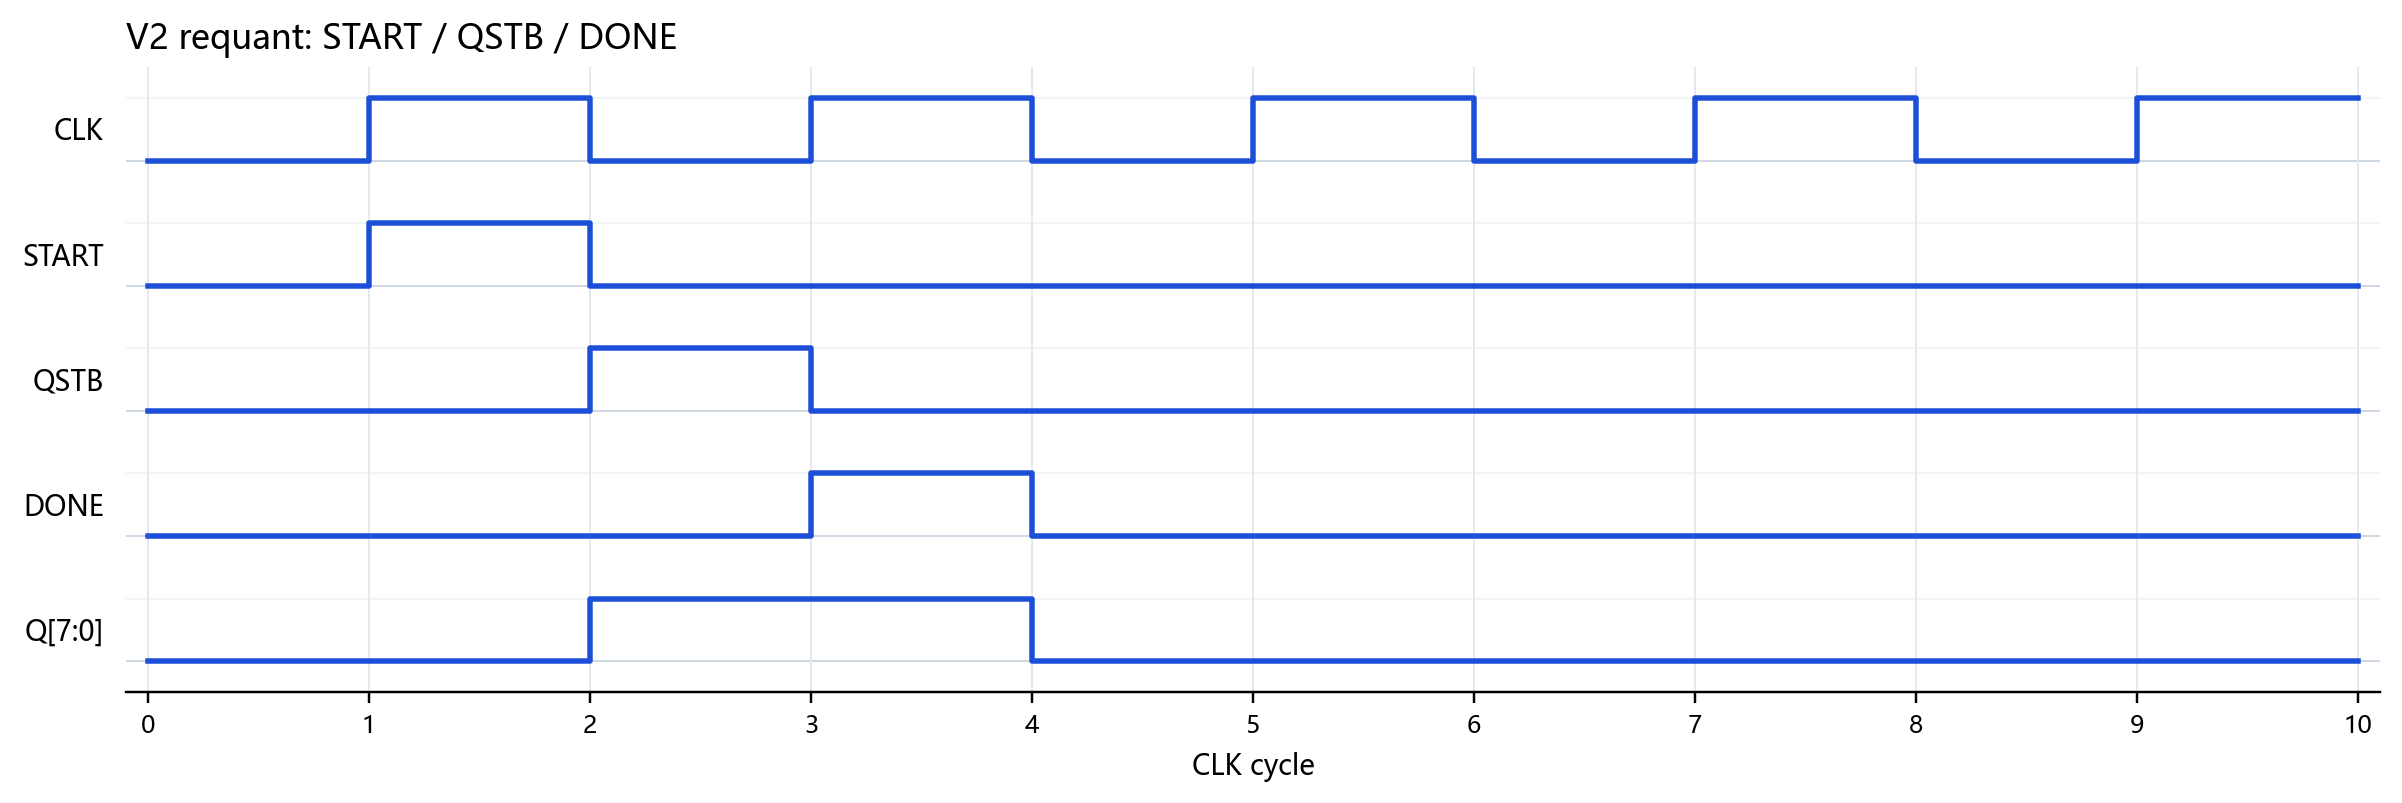 V2 requant: START / QSTB / DONE
CLK
START
QSTB
DONE
Q[7:0]
0 1 2 3 4 5 6 7 8 9 10
CLK cycle